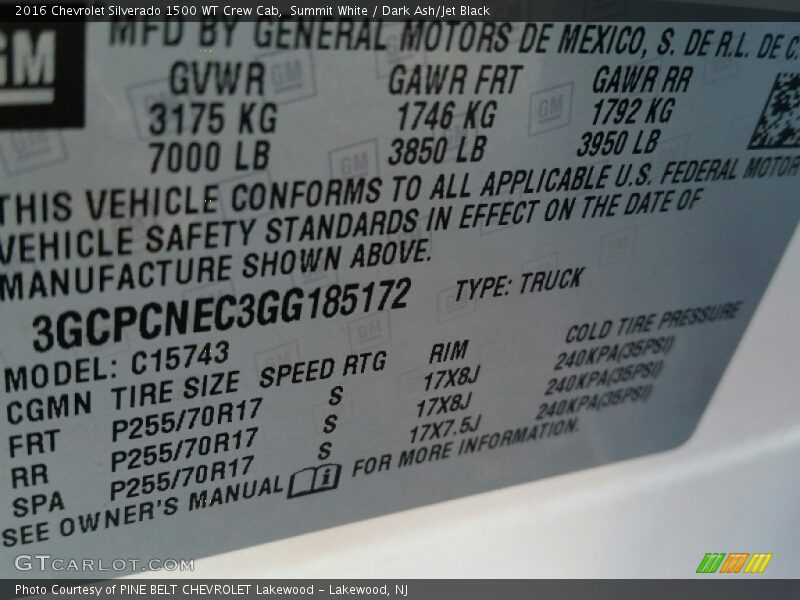 2016 Chevrolet Silverado 1500 WT Crew Cab, Summit White / Dark Ash/Jet Black
GM
MFD BY GENERAL MOTORS DE MEXICO, S. DE R.L. DE C.
GVWR GAWR FRT GAWR RR
3175 KG 1746 KG 1792 KG
7000 LB 3850 LB 3950 LB
THIS VEHICLE CONFORMS TO ALL APPLICABLE U.S. FEDERAL MOTOR
VEHICLE SAFETY STANDARDS IN EFFECT ON THE DATE OF
MANUFACTURE SHOWN ABOVE.
3GCPCNEC3GG185172 TYPE: TRUCK
MODEL: C15743
CGMN TIRE SIZE SPEED RTG RIM COLD TIRE PRESSURE
FRT P255/70R17 S 17X8J 240KPA(35PSI)
RR P255/70R17 S 17X8J 240KPA(35PSI)
SPA P255/70R17 S 17X7.5J 240KPA(35PSI)
SEE OWNER'S MANUAL FOR MORE INFORMATION.
GTCarlot.com
Photo Courtesy of PINE BELT CHEVROLET Lakewood - Lakewood, NJ